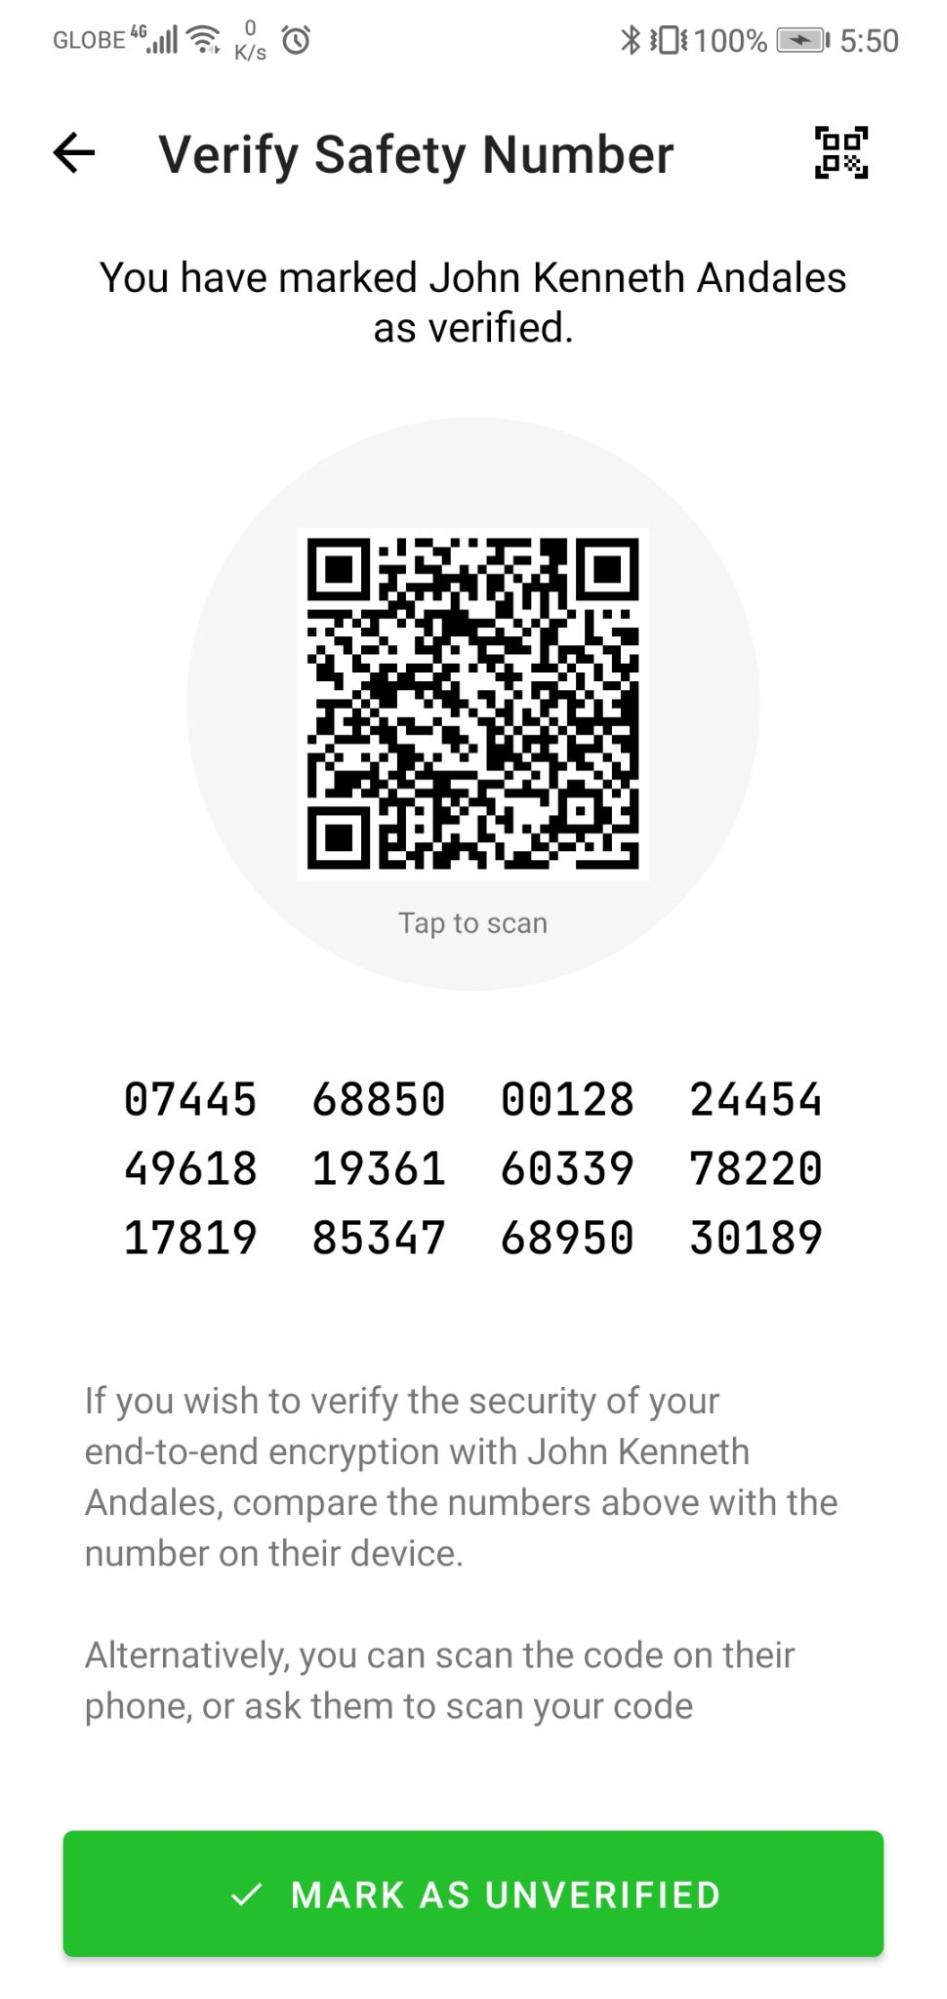 GLOBE 4G 0 K/s 100% 5:50
Verify Safety Number
You have marked John Kenneth Andales
as verified.
Tap to scan
07445 68850 00128 24454
49618 19361 60339 78220
17819 85347 68950 30189
If you wish to verify the security of your
end-to-end encryption with John Kenneth
Andales, compare the numbers above with the
number on their device.
Alternatively, you can scan the code on their
phone, or ask them to scan your code
MARK AS UNVERIFIED